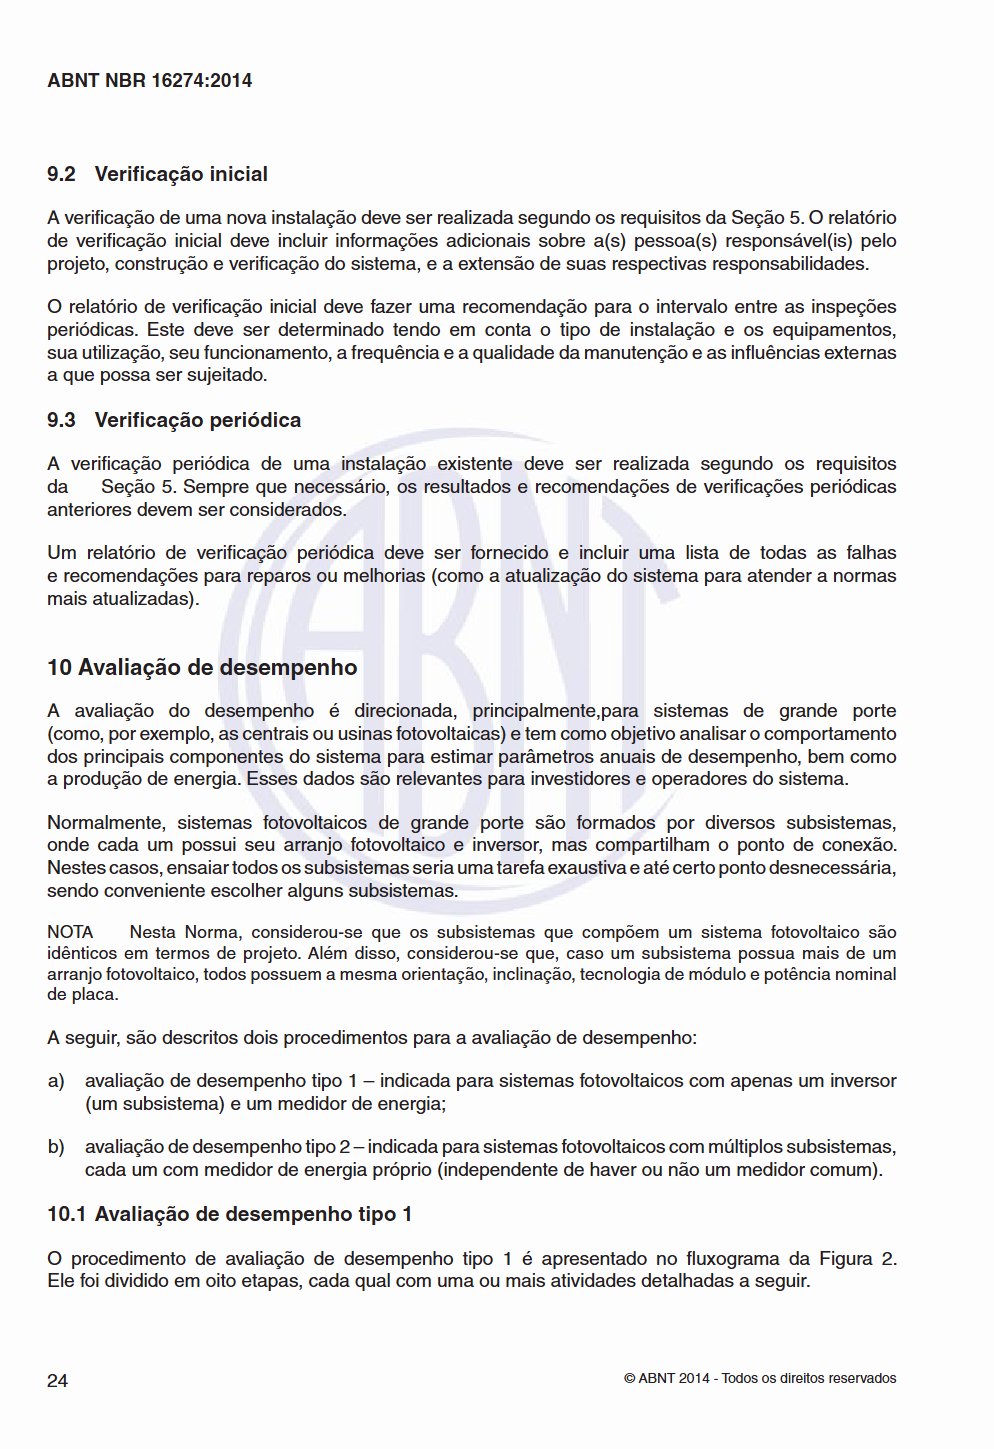 ABNT NBR 16274:2014
9.2 Verificação inicial
A verificação de uma nova instalação deve ser realizada segundo os requisitos da Seção 5. O relatório
de verificação inicial deve incluir informações adicionais sobre a(s) pessoa(s) responsável(is) pelo
projeto, construção e verificação do sistema, e a extensão de suas respectivas responsabilidades.
O relatório de verificação inicial deve fazer uma recomendação para o intervalo entre as inspeções
periódicas. Este deve ser determinado tendo em conta o tipo de instalação e os equipamentos,
sua utilização, seu funcionamento, a frequência e a qualidade da manutenção e as influências externas
a que possa ser sujeitado.
9.3 Verificação periódica
A verificação periódica de uma instalação existente deve ser realizada segundo os requisitos
da Seção 5. Sempre que necessário, os resultados e recomendações de verificações periódicas
anteriores devem ser considerados.
Um relatório de verificação periódica deve ser fornecido e incluir uma lista de todas as falhas
e recomendações para reparos ou melhorias (como a atualização do sistema para atender a normas
mais atualizadas).
ABNT
10 Avaliação de desempenho
A avaliação do desempenho é direcionada, principalmente,para sistemas de grande porte
(como, por exemplo, as centrais ou usinas fotovoltaicas) e tem como objetivo analisar o comportamento
dos principais componentes do sistema para estimar parâmetros anuais de desempenho, bem como
a produção de energia. Esses dados são relevantes para investidores e operadores do sistema.
Normalmente, sistemas fotovoltaicos de grande porte são formados por diversos subsistemas,
onde cada um possui seu arranjo fotovoltaico e inversor, mas compartilham o ponto de conexão.
Nestes casos, ensaiar todos os subsistemas seria uma tarefa exaustiva e até certo ponto desnecessária,
sendo conveniente escolher alguns subsistemas.
NOTA Nesta Norma, considerou-se que os subsistemas que compõem um sistema fotovoltaico são
idênticos em termos de projeto. Além disso, considerou-se que, caso um subsistema possua mais de um
arranjo fotovoltaico, todos possuem a mesma orientação, inclinação, tecnologia de módulo e potência nominal
de placa.
A seguir, são descritos dois procedimentos para a avaliação de desempenho:
a) avaliação de desempenho tipo 1 – indicada para sistemas fotovoltaicos com apenas um inversor
(um subsistema) e um medidor de energia;
b) avaliação de desempenho tipo 2 – indicada para sistemas fotovoltaicos com múltiplos subsistemas,
cada um com medidor de energia próprio (independente de haver ou não um medidor comum).
10.1 Avaliação de desempenho tipo 1
O procedimento de avaliação de desempenho tipo 1 é apresentado no fluxograma da Figura 2.
Ele foi dividido em oito etapas, cada qual com uma ou mais atividades detalhadas a seguir.
24
© ABNT 2014 - Todos os direitos reservados